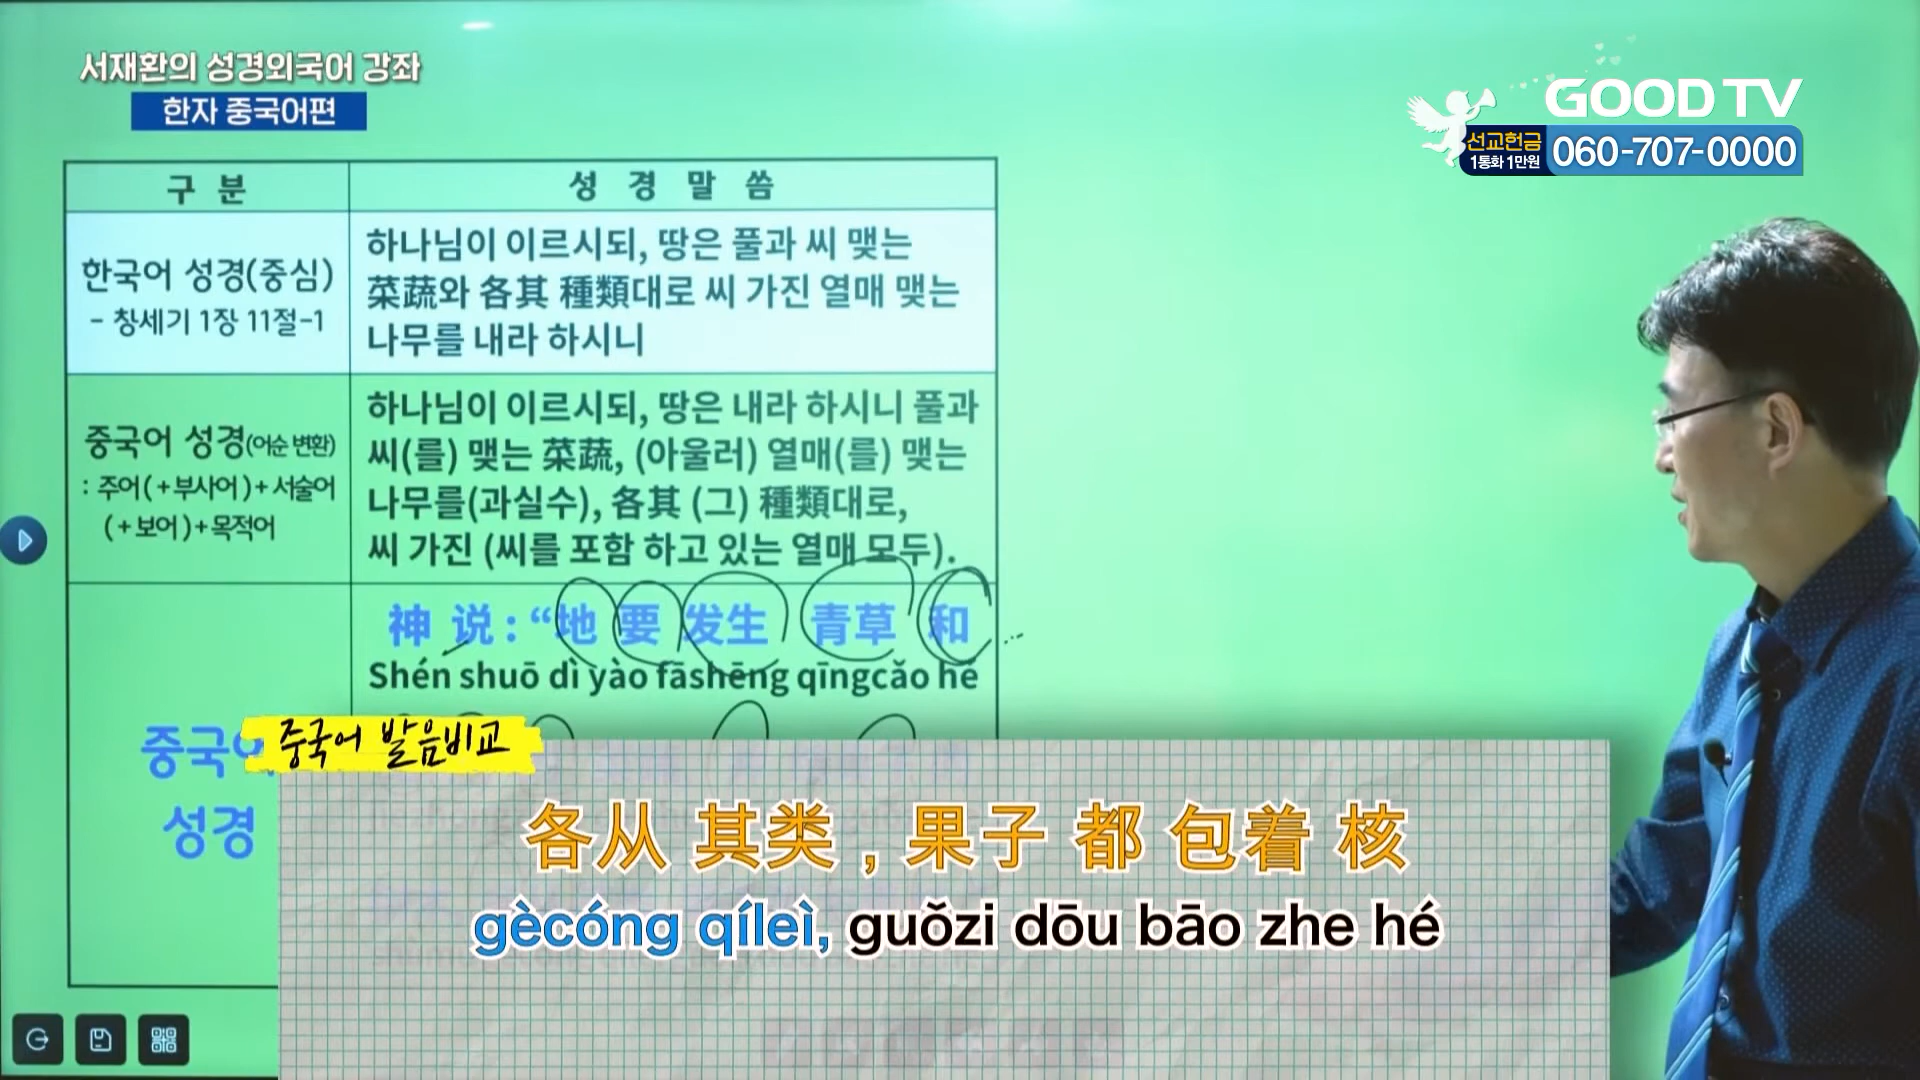 서재환의 성경외국어 강좌
한자 중국어편
GOODTV
선교헌금
1통화 1만원
060-707-0000
구 분
성 경 말 씀
한국어 성경(중심)
- 창세기 1장 11절-1
하나님이 이르시되, 땅은 풀과 씨 맺는
菜蔬와 各其 種類대로 씨 가진 열매 맺는
나무를 내라 하시니
중국어 성경(어순 변환)
: 주어(+부사어)+서술어
(+보어)+목적어
하나님이 이르시되, 땅은 내라 하시니 풀과
씨(를) 맺는 菜蔬, (아울러) 열매(를) 맺는
나무를(과실수), 各其 (그) 種類대로,
씨 가진 (씨를 포함 하고 있는 열매 모두).
神 说 : “地 要 发生 青草 和
Shén shuō dì yào fāshēng qīngcǎo hé
중국어
성경
중국어 발음비교
各从 其类 , 果子 都 包着 核
gècóng qíleì, guǒzi dōu bāo zhe hé